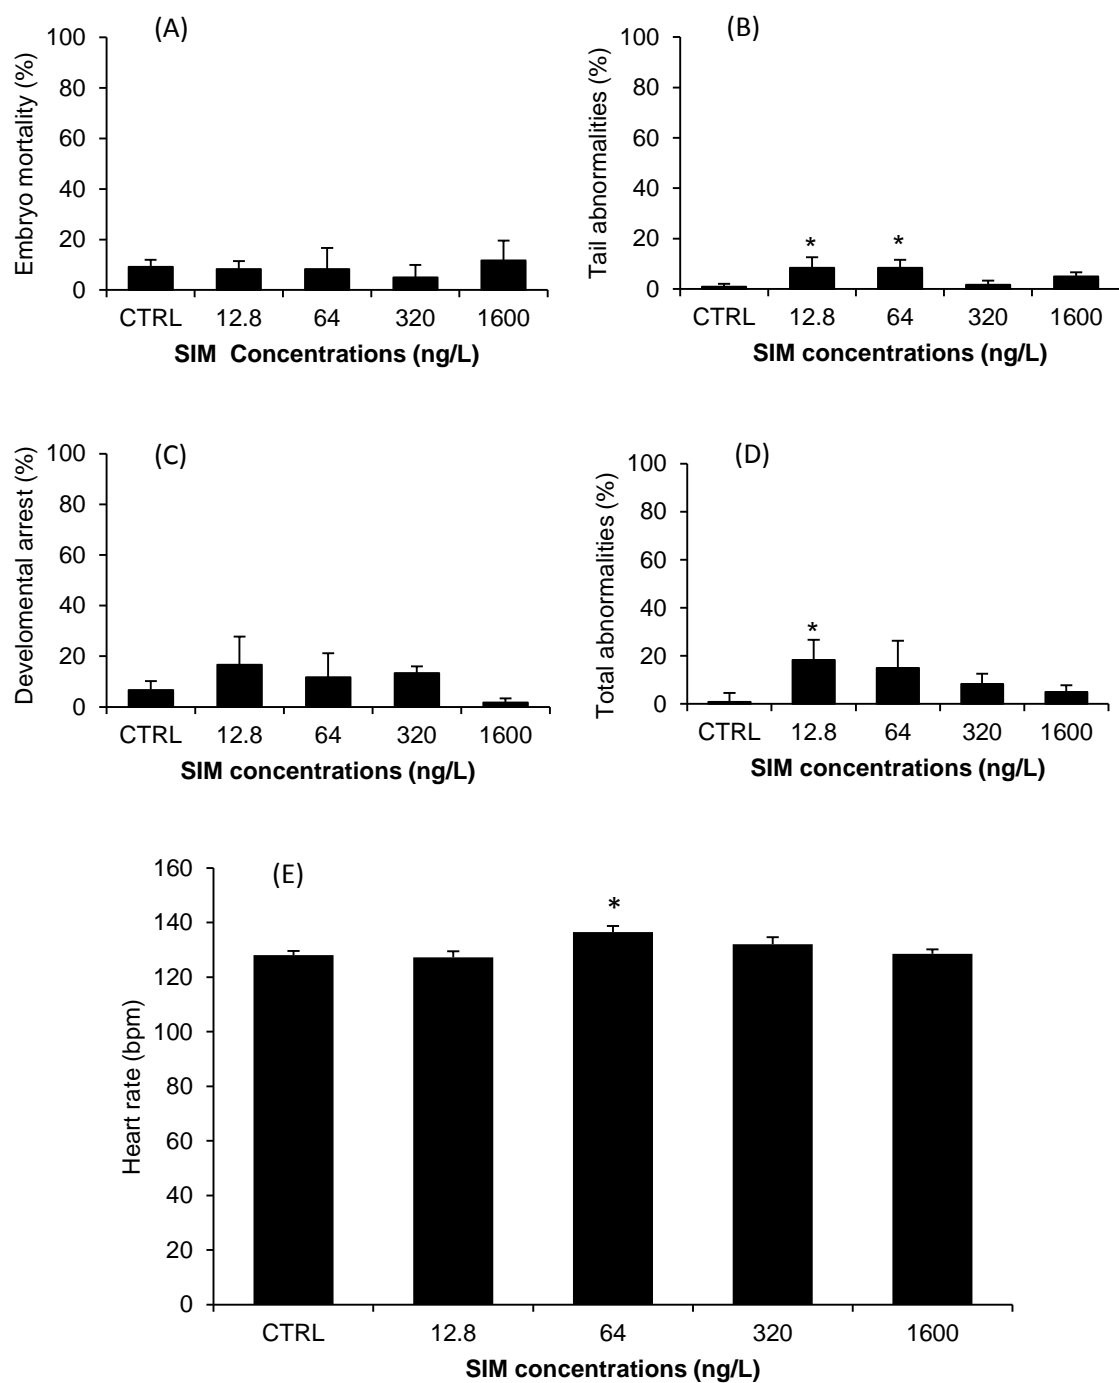 (A)
Embryo mortality (%)
100
80
60
40
20
0
CTRL 12.8 64 320 1600
SIM Concentrations (ng/L)
(B)
Tail abnormalities (%)
100
80
60
40
20
0
* *
CTRL 12.8 64 320 1600
SIM concentrations (ng/L)
(C)
Develomental arrest (%)
100
80
60
40
20
0
CTRL 12.8 64 320 1600
SIM concentrations (ng/L)
(D)
Total abnormalities (%)
100
80
60
40
20
0
*
CTRL 12.8 64 320 1600
SIM concentrations (ng/L)
(E)
Heart rate (bpm)
160
140
120
100
80
60
40
20
0
*
CTRL 12.8 64 320 1600
SIM concentrations (ng/L)